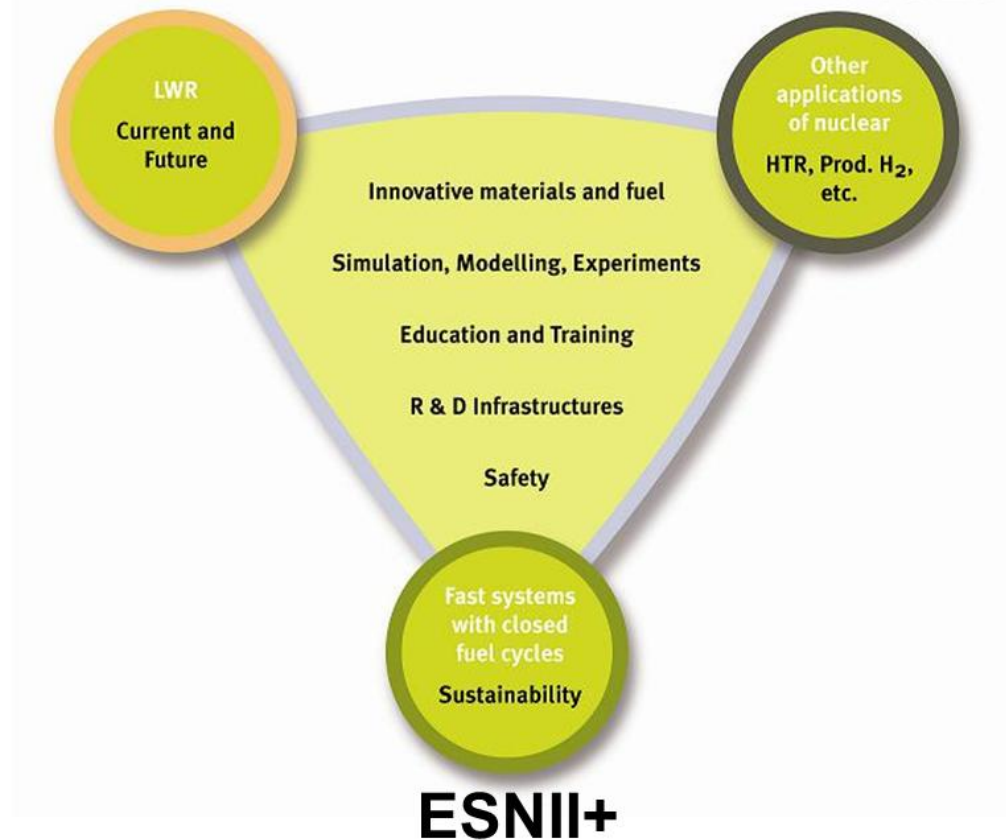 LWR
Current and
Future
Other
applications
of nuclear
HTR, Prod. H₂,
etc.
Innovative materials and fuel
Simulation, Modelling, Experiments
Education and Training
R & D Infrastructures
Safety
Fast systems
with closed
fuel cycles
Sustainability
ESNII+